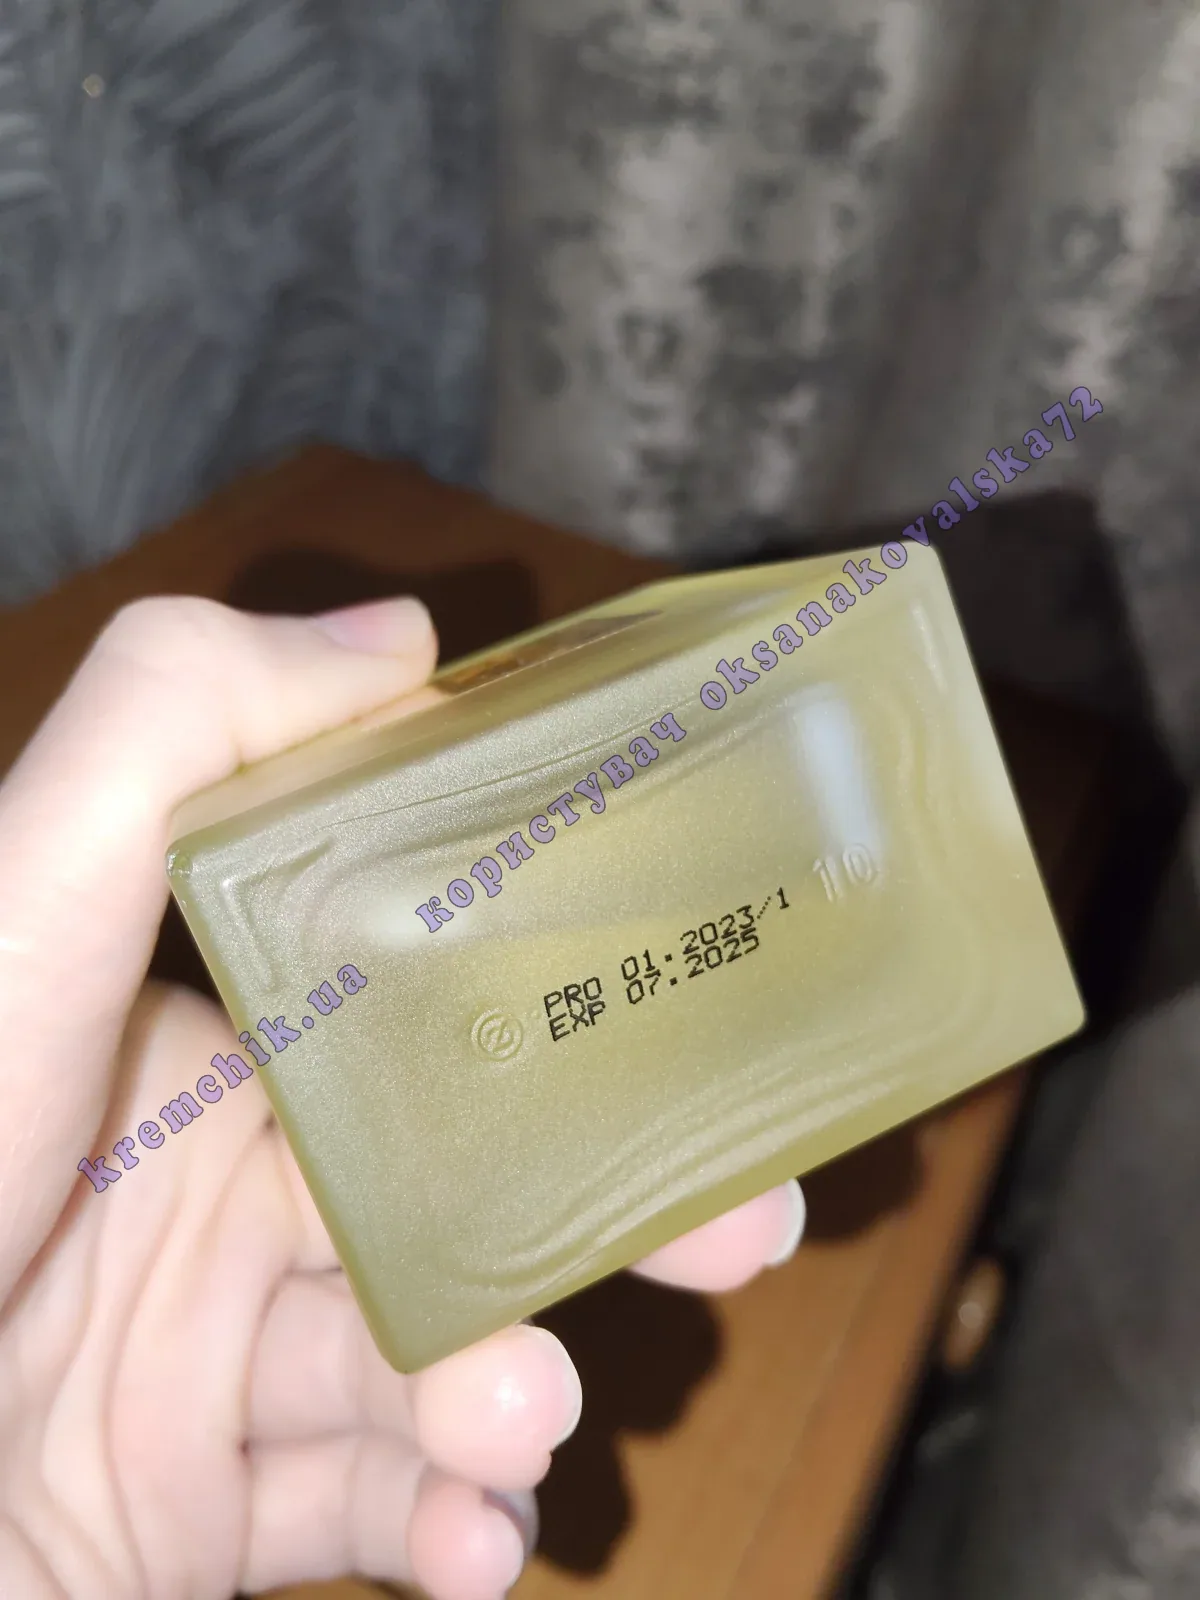 kremchik.ua користувач oksanakovalska72
10
PRO 01.2023/1
EXP 07.2025